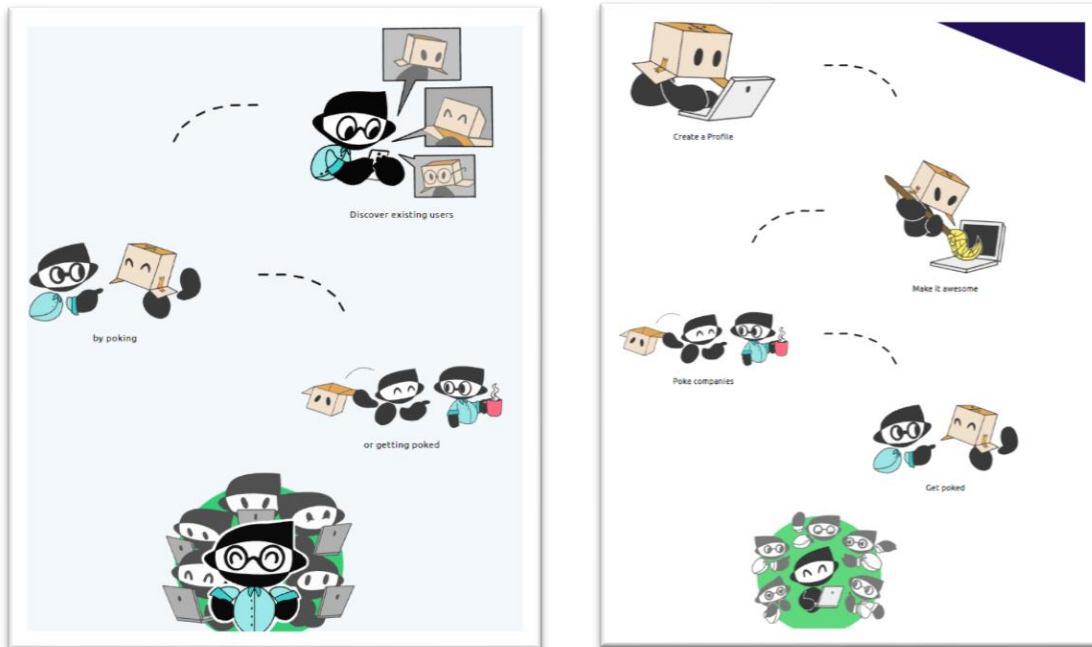 Discover existing users
by poking
or getting poked
Create a Profile
Make it awesome
Poke companies
Get poked